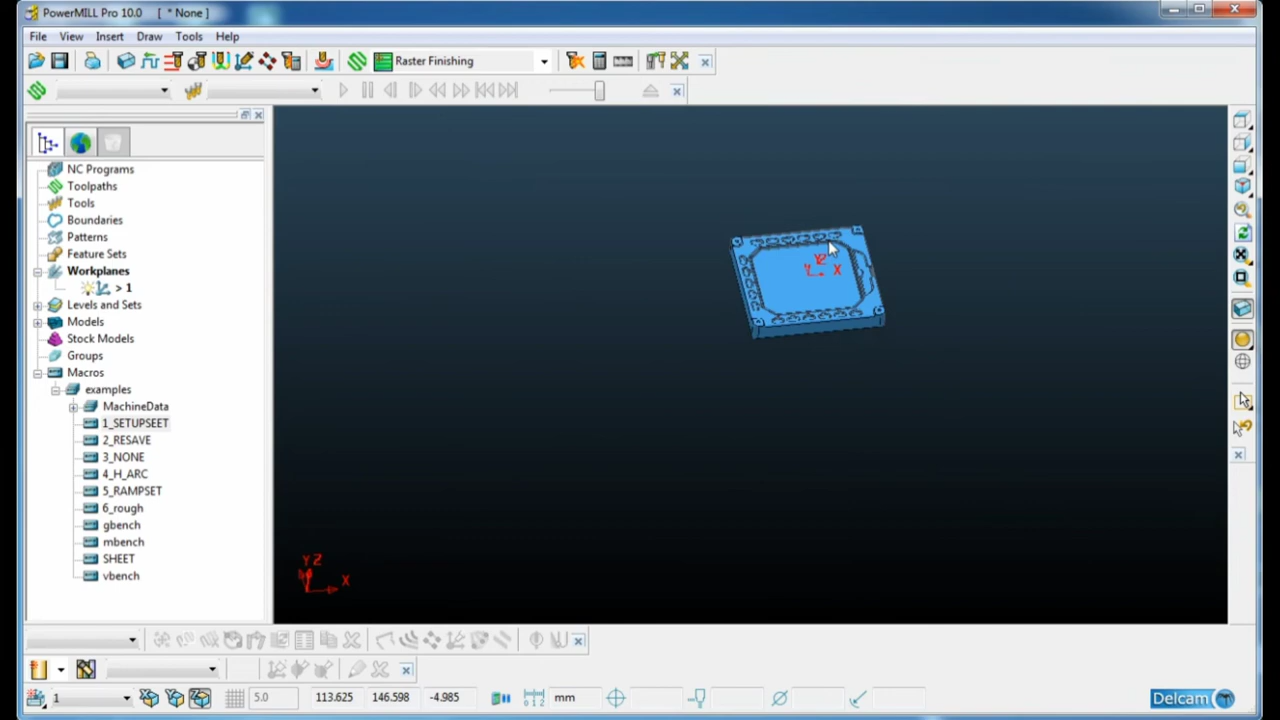 PowerMILL Pro 10.0 [ * None ]
File View Insert Draw Tools Help
Raster Finishing
NC Programs
Toolpaths
Tools
Boundaries
Patterns
Feature Sets
Workplanes
> 1
Levels and Sets
Models
Stock Models
Groups
Macros
examples
MachineData
1_SETUPSEET
2_RESAVE
3_NONE
4_H_ARC
5_RAMPSET
6_rough
gbench
mbench
SHEET
vbench
X
Y Z
X
1 5.0 113.625 146.598 -4.985 mm Delcam